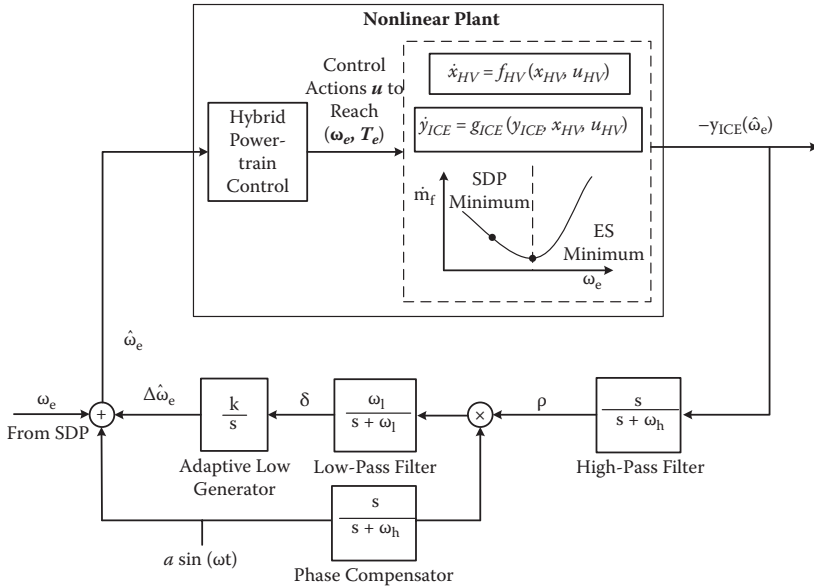 Nonlinear Plant
Control
Actions u to
Reach
(ωe, Te)
Hybrid
Power-
train
Control
ẋHV = fHV (xHV, uHV)
ẏICE = gICE (yICE, xHV, uHV)
ṁf
SDP
Minimum
ES
Minimum
ωe
−yICE(ω̂e)
ω̂e
ωe
From SDP
+
Δω̂e
k
s
Adaptive Low
Generator
δ
ωl
s + ωl
Low-Pass Filter
×
ρ
s
s + ωh
High-Pass Filter
s
s + ωh
Phase Compensator
a sin (ωt)